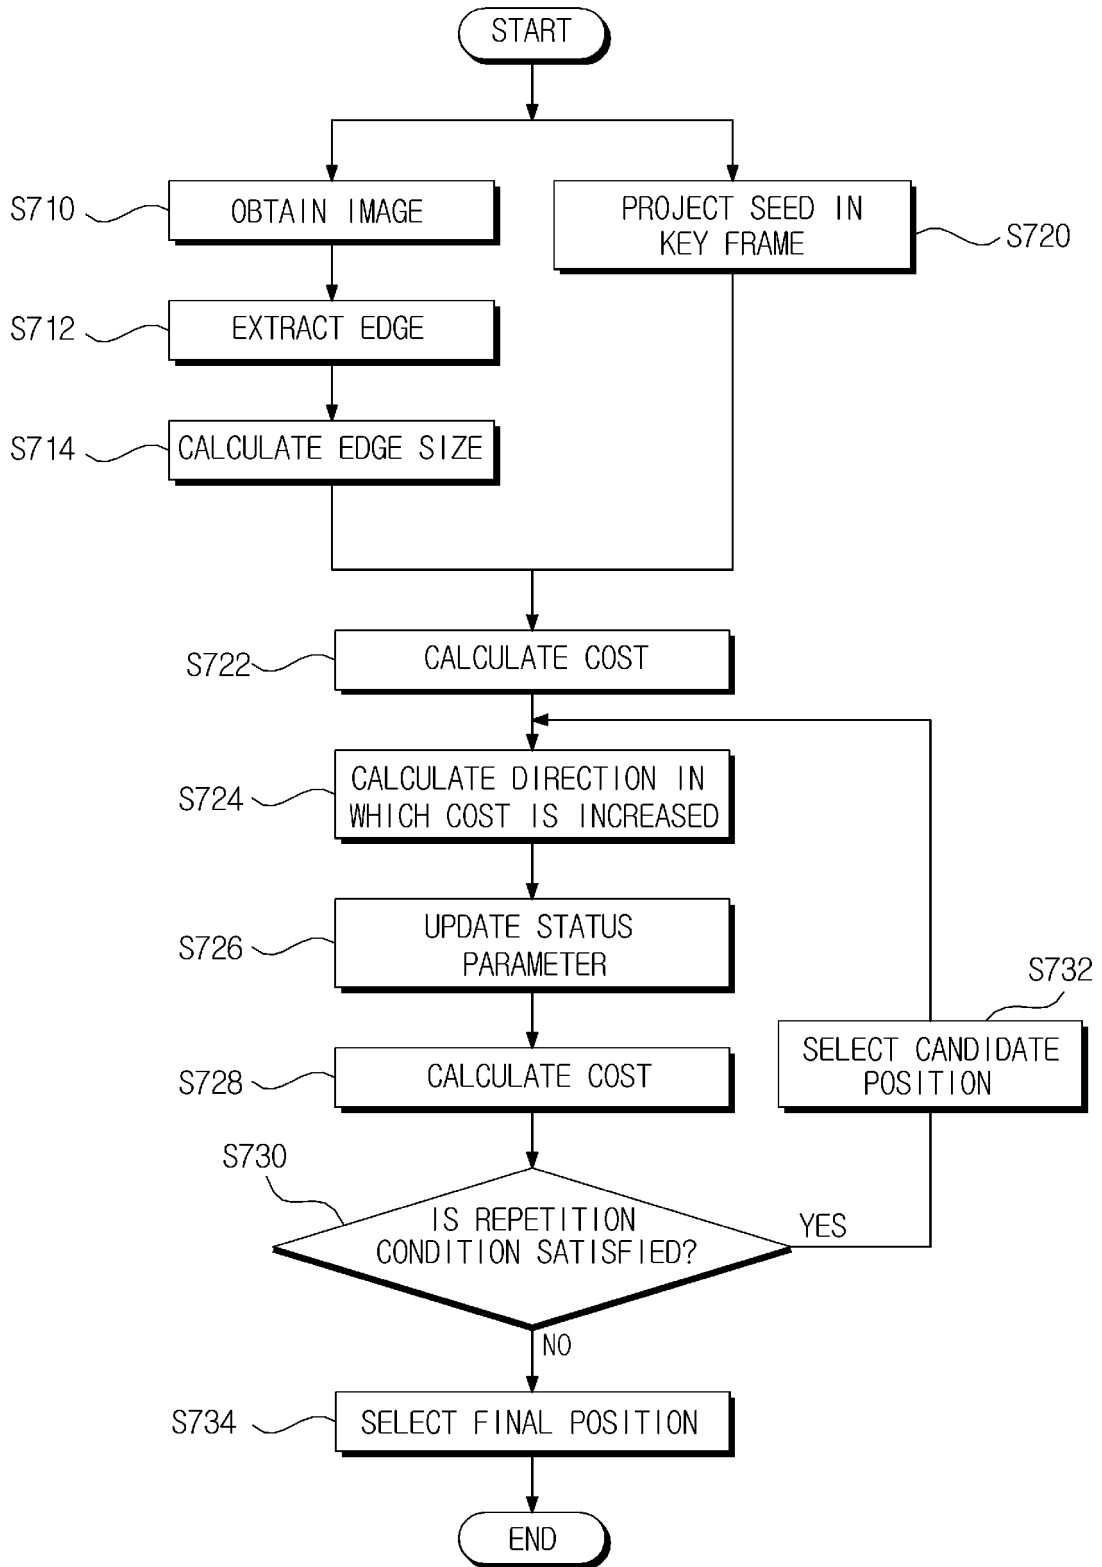 START
S710
OBTAIN IMAGE
PROJECT SEED IN
KEY FRAME
S720
S712
EXTRACT EDGE
S714
CALCULATE EDGE SIZE
S722
CALCULATE COST
S724
CALCULATE DIRECTION IN
WHICH COST IS INCREASED
S726
UPDATE STATUS
PARAMETER
S732
SELECT CANDIDATE
POSITION
S728
CALCULATE COST
S730
IS REPETITION
CONDITION SATISFIED?
YES
NO
S734
SELECT FINAL POSITION
END